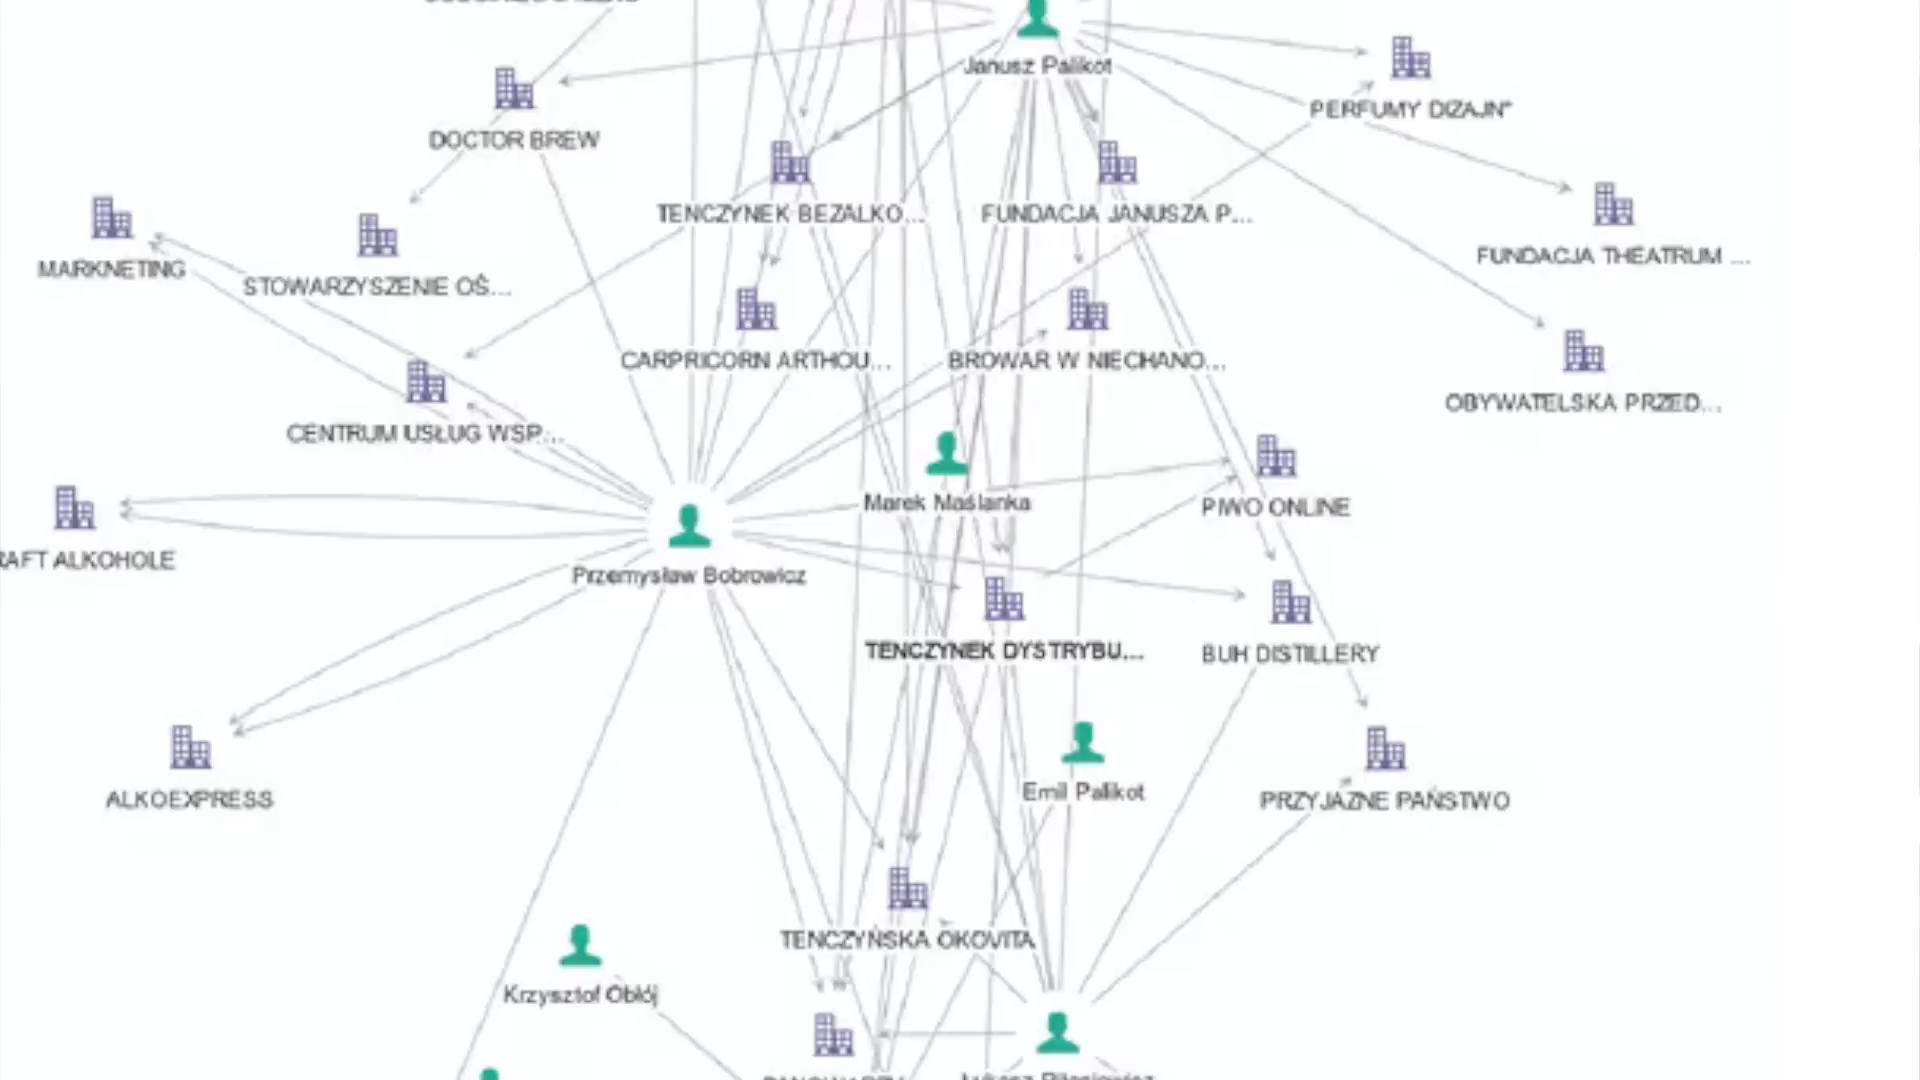 Janusz Palikot
PERFUMY DIZAJN"
DOCTOR BREW
TENCZYNEK BEZALKO...
FUNDACJA JANUSZA P...
FUNDACJA THEATRUM ...
MARKNETING
STOWARZYSZENIE OŚ...
CARPRICORN ARTHOU...
BROWAR W NIECHANO...
OBYWATELSKA PRZED...
CENTRUM USŁUG WSP...
Marek Maślanka
PIWO ONLINE
RAFT ALKOHOLE
Przemysław Bobrowicz
TENCZYNEK DYSTRYBU...
BUH DISTILLERY
Emil Palikot
ALKOEXPRESS
PRZYJAZNE PAŃSTWO
TENCZYŃSKA OKOVITA
Krzysztof Obłój